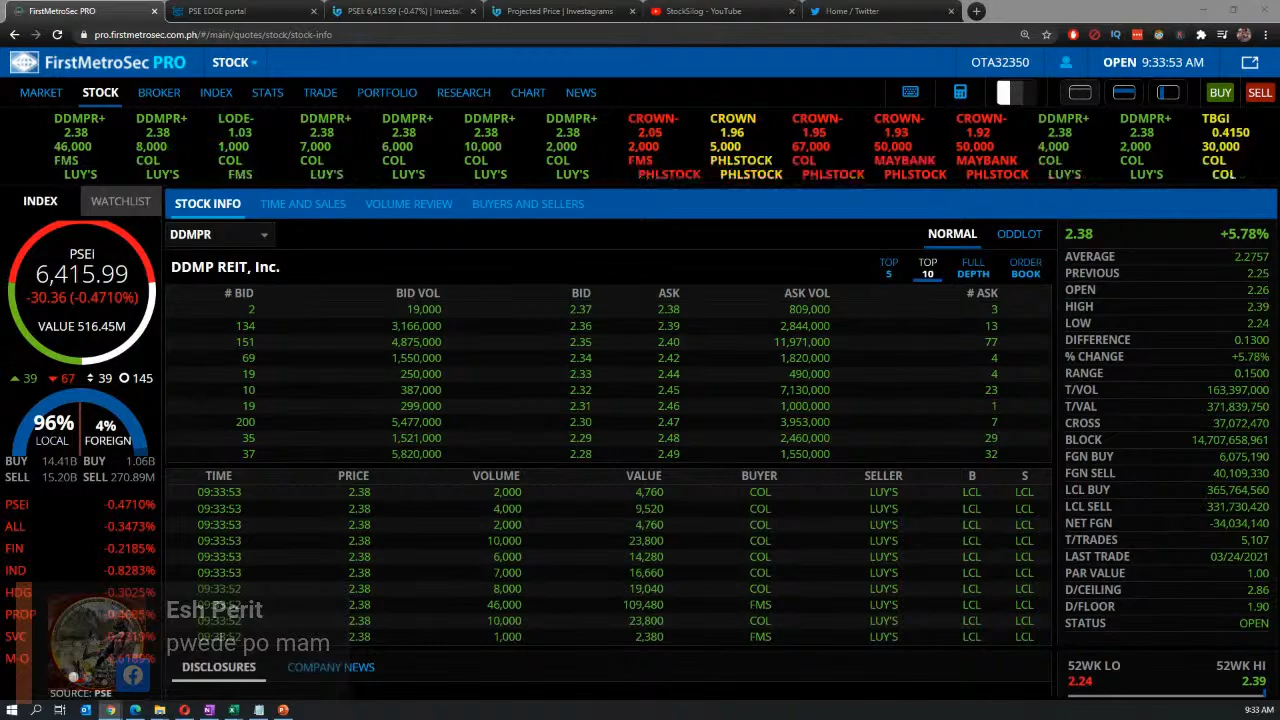 FirstMetroSec PRO
PSE EDGE portal
PSEI: 6,415.99 (-0.47%) | Investa
Projected Price | Investagrams
StockSilog - YouTube
Home / Twitter
pro.firstmetrosec.com.ph/#/main/quotes/stock/stock-info
FirstMetroSec PRO STOCK OTA32350 OPEN 9:33:53 AM
MARKET STOCK BROKER INDEX STATS TRADE PORTFOLIO RESEARCH CHART NEWS BUY SELL
DDMPR+ DDMPR+ LODE- DDMPR+ DDMPR+ DDMPR+ DDMPR+ CROWN- CROWN CROWN- CROWN- CROWN- DDMPR+ DDMPR+ TBGI
2.38 2.38 1.03 2.38 2.38 2.38 2.38 2.05 1.96 1.95 1.93 1.92 2.38 2.38 0.4150
46,000 8,000 1,000 7,000 6,000 10,000 2,000 2,000 5,000 67,000 50,000 50,000 4,000 2,000 30,000
FMS COL COL COL COL COL COL FMS PHLSTOCK COL MAYBANK MAYBANK COL COL COL
LUY'S LUY'S FMS LUY'S LUY'S LUY'S LUY'S PHLSTOCK PHLSTOCK PHLSTOCK PHLSTOCK PHLSTOCK LUY'S LUY'S COL
INDEX WATCHLIST
PSEI
6,415.99
-30.36 (-0.4710%)
VALUE 516.45M
39 67 39 145
96% LOCAL
4% FOREIGN
BUY 14.41B BUY 1.06B
SELL 15.20B SELL 270.89M
PSEI -0.4710%
ALL -0.3473%
FIN -0.2185%
IND -0.8283%
HDG -0.3025%
PROP
SVC
M-O
SOURCE: PSE
STOCK INFO TIME AND SALES VOLUME REVIEW BUYERS AND SELLERS
DDMPR NORMAL ODDLOT
DDMP REIT, Inc. TOP 5 TOP 10 FULL DEPTH ORDER BOOK
# BID BID VOL BID ASK ASK VOL # ASK
2 19,000 2.37 2.38 809,000 3
134 3,166,000 2.36 2.39 2,844,000 13
151 4,875,000 2.35 2.40 11,971,000 77
69 1,550,000 2.34 2.42 1,820,000 4
19 250,000 2.33 2.44 490,000 4
10 387,000 2.32 2.45 7,130,000 23
19 299,000 2.31 2.46 1,000,000 1
200 5,477,000 2.30 2.47 3,953,000 7
35 1,521,000 2.29 2.48 2,460,000 29
37 5,820,000 2.28 2.49 1,550,000 32
TIME PRICE VOLUME VALUE BUYER SELLER B S
09:33:53 2.38 2,000 4,760 COL LUY'S LCL LCL
09:33:53 2.38 4,000 9,520 COL LUY'S LCL LCL
09:33:53 2.38 2,000 4,760 COL LUY'S LCL LCL
09:33:53 2.38 10,000 23,800 COL LUY'S LCL LCL
09:33:53 2.38 6,000 14,280 COL LUY'S LCL LCL
09:33:53 2.38 7,000 16,660 COL LUY'S LCL LCL
09:33:52 2.38 8,000 19,040 COL LUY'S LCL LCL
2.38 46,000 109,480 FMS LUY'S LCL LCL
09:33:52 2.38 10,000 23,800 COL LUY'S LCL LCL
2.38 1,000 2,380 FMS LUY'S LCL LCL
Esh Perit
pwede po mam
DISCLOSURES COMPANY NEWS
2.38 +5.78%
AVERAGE 2.2757
PREVIOUS 2.25
OPEN 2.26
HIGH 2.39
LOW 2.24
DIFFERENCE 0.1300
% CHANGE +5.78%
RANGE 0.1500
T/VOL 163,397,000
T/VAL 371,839,750
CROSS 37,072,470
BLOCK 14,707,658,961
FGN BUY 6,075,190
FGN SELL 40,109,330
LCL BUY 365,764,560
LCL SELL 331,730,420
NET FGN -34,034,140
T/TRADES 5,107
LAST TRADE 03/24/2021
PAR VALUE 1.00
D/CEILING 2.86
D/FLOOR 1.90
STATUS OPEN
52WK LO 52WK HI
2.24 2.39
9:33 AM